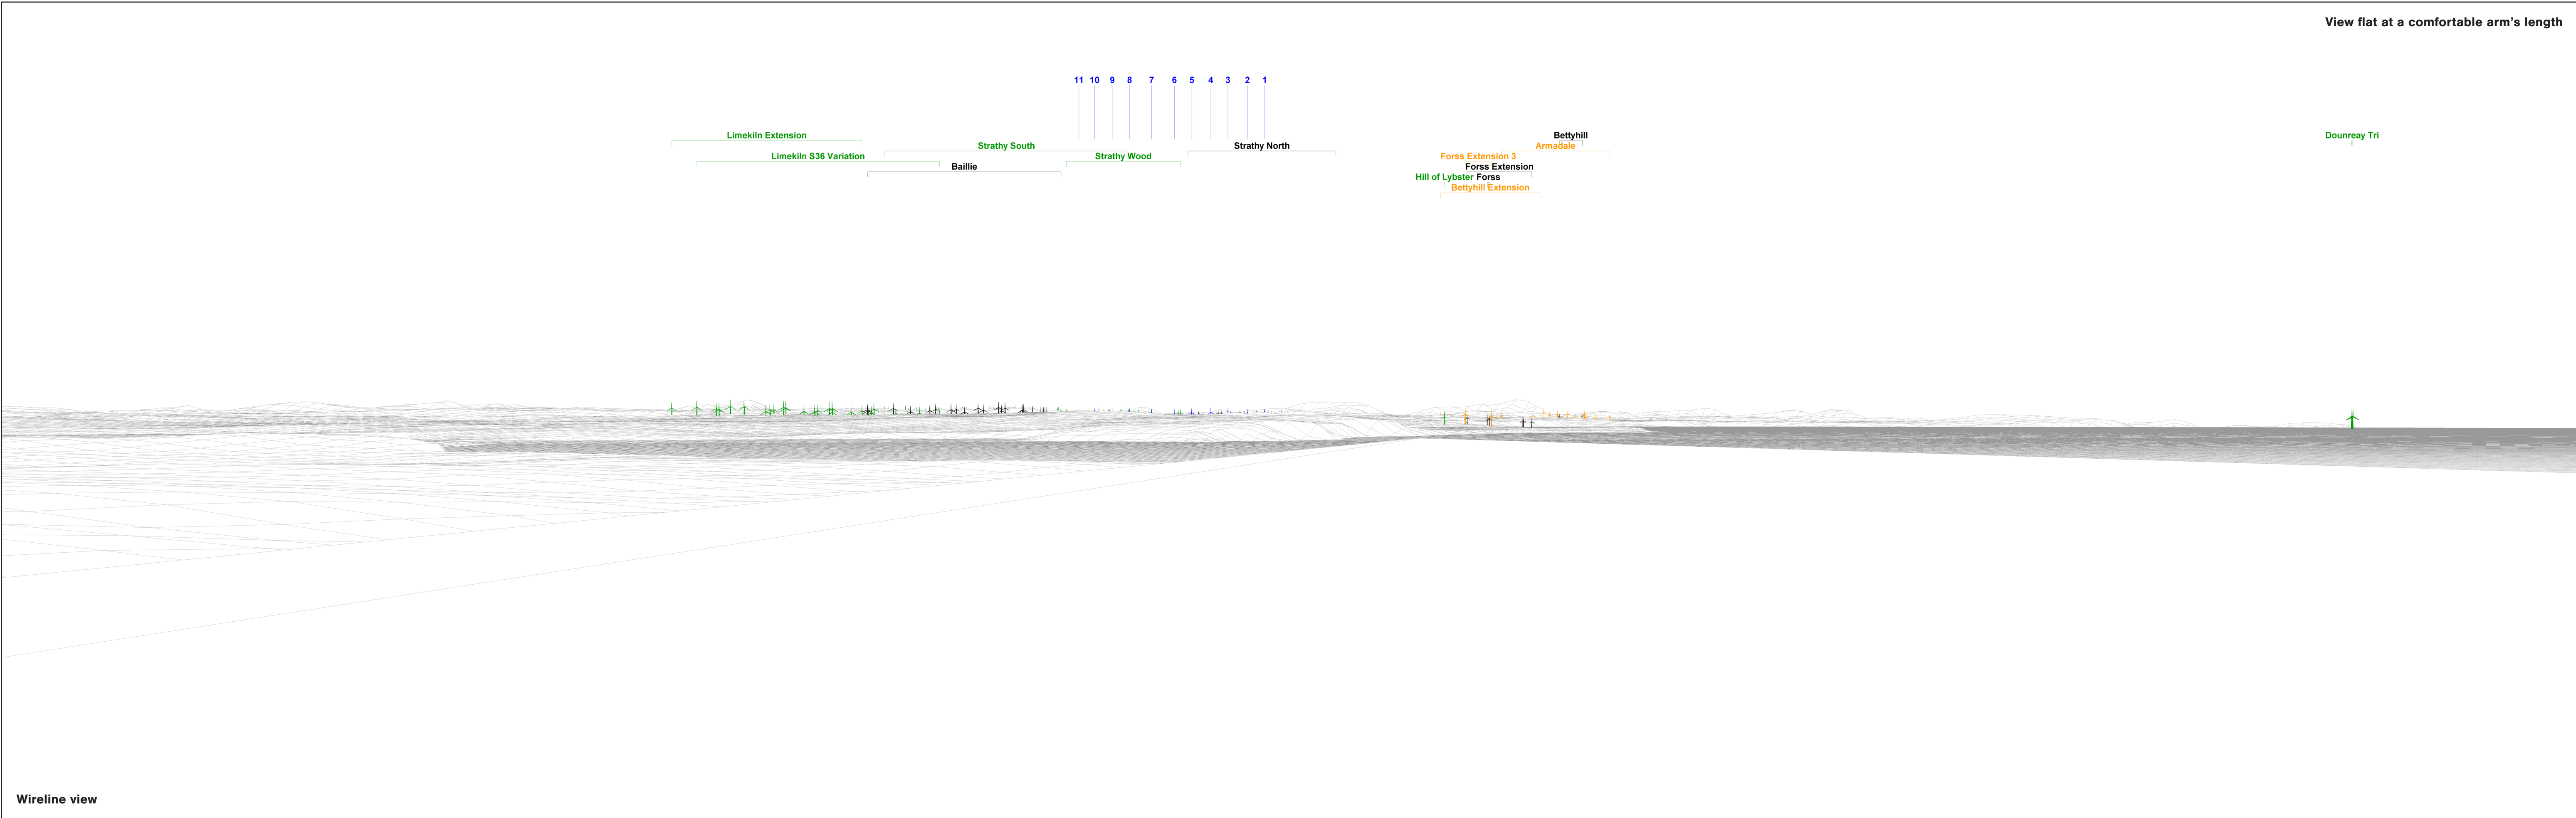 View flat at a comfortable arm's length
11 10 9 8 7 6 5 4 3 2 1
Limekiln Extension
Bettyhill
Dounreay Tri
Strathy South
Strathy North
Armadale
Limekiln S36 Variation
Strathy Wood
Forss Extension 3
Baillie
Forss Extension
Hill of Lybster
Forss
Bettyhill Extension
Wireline view